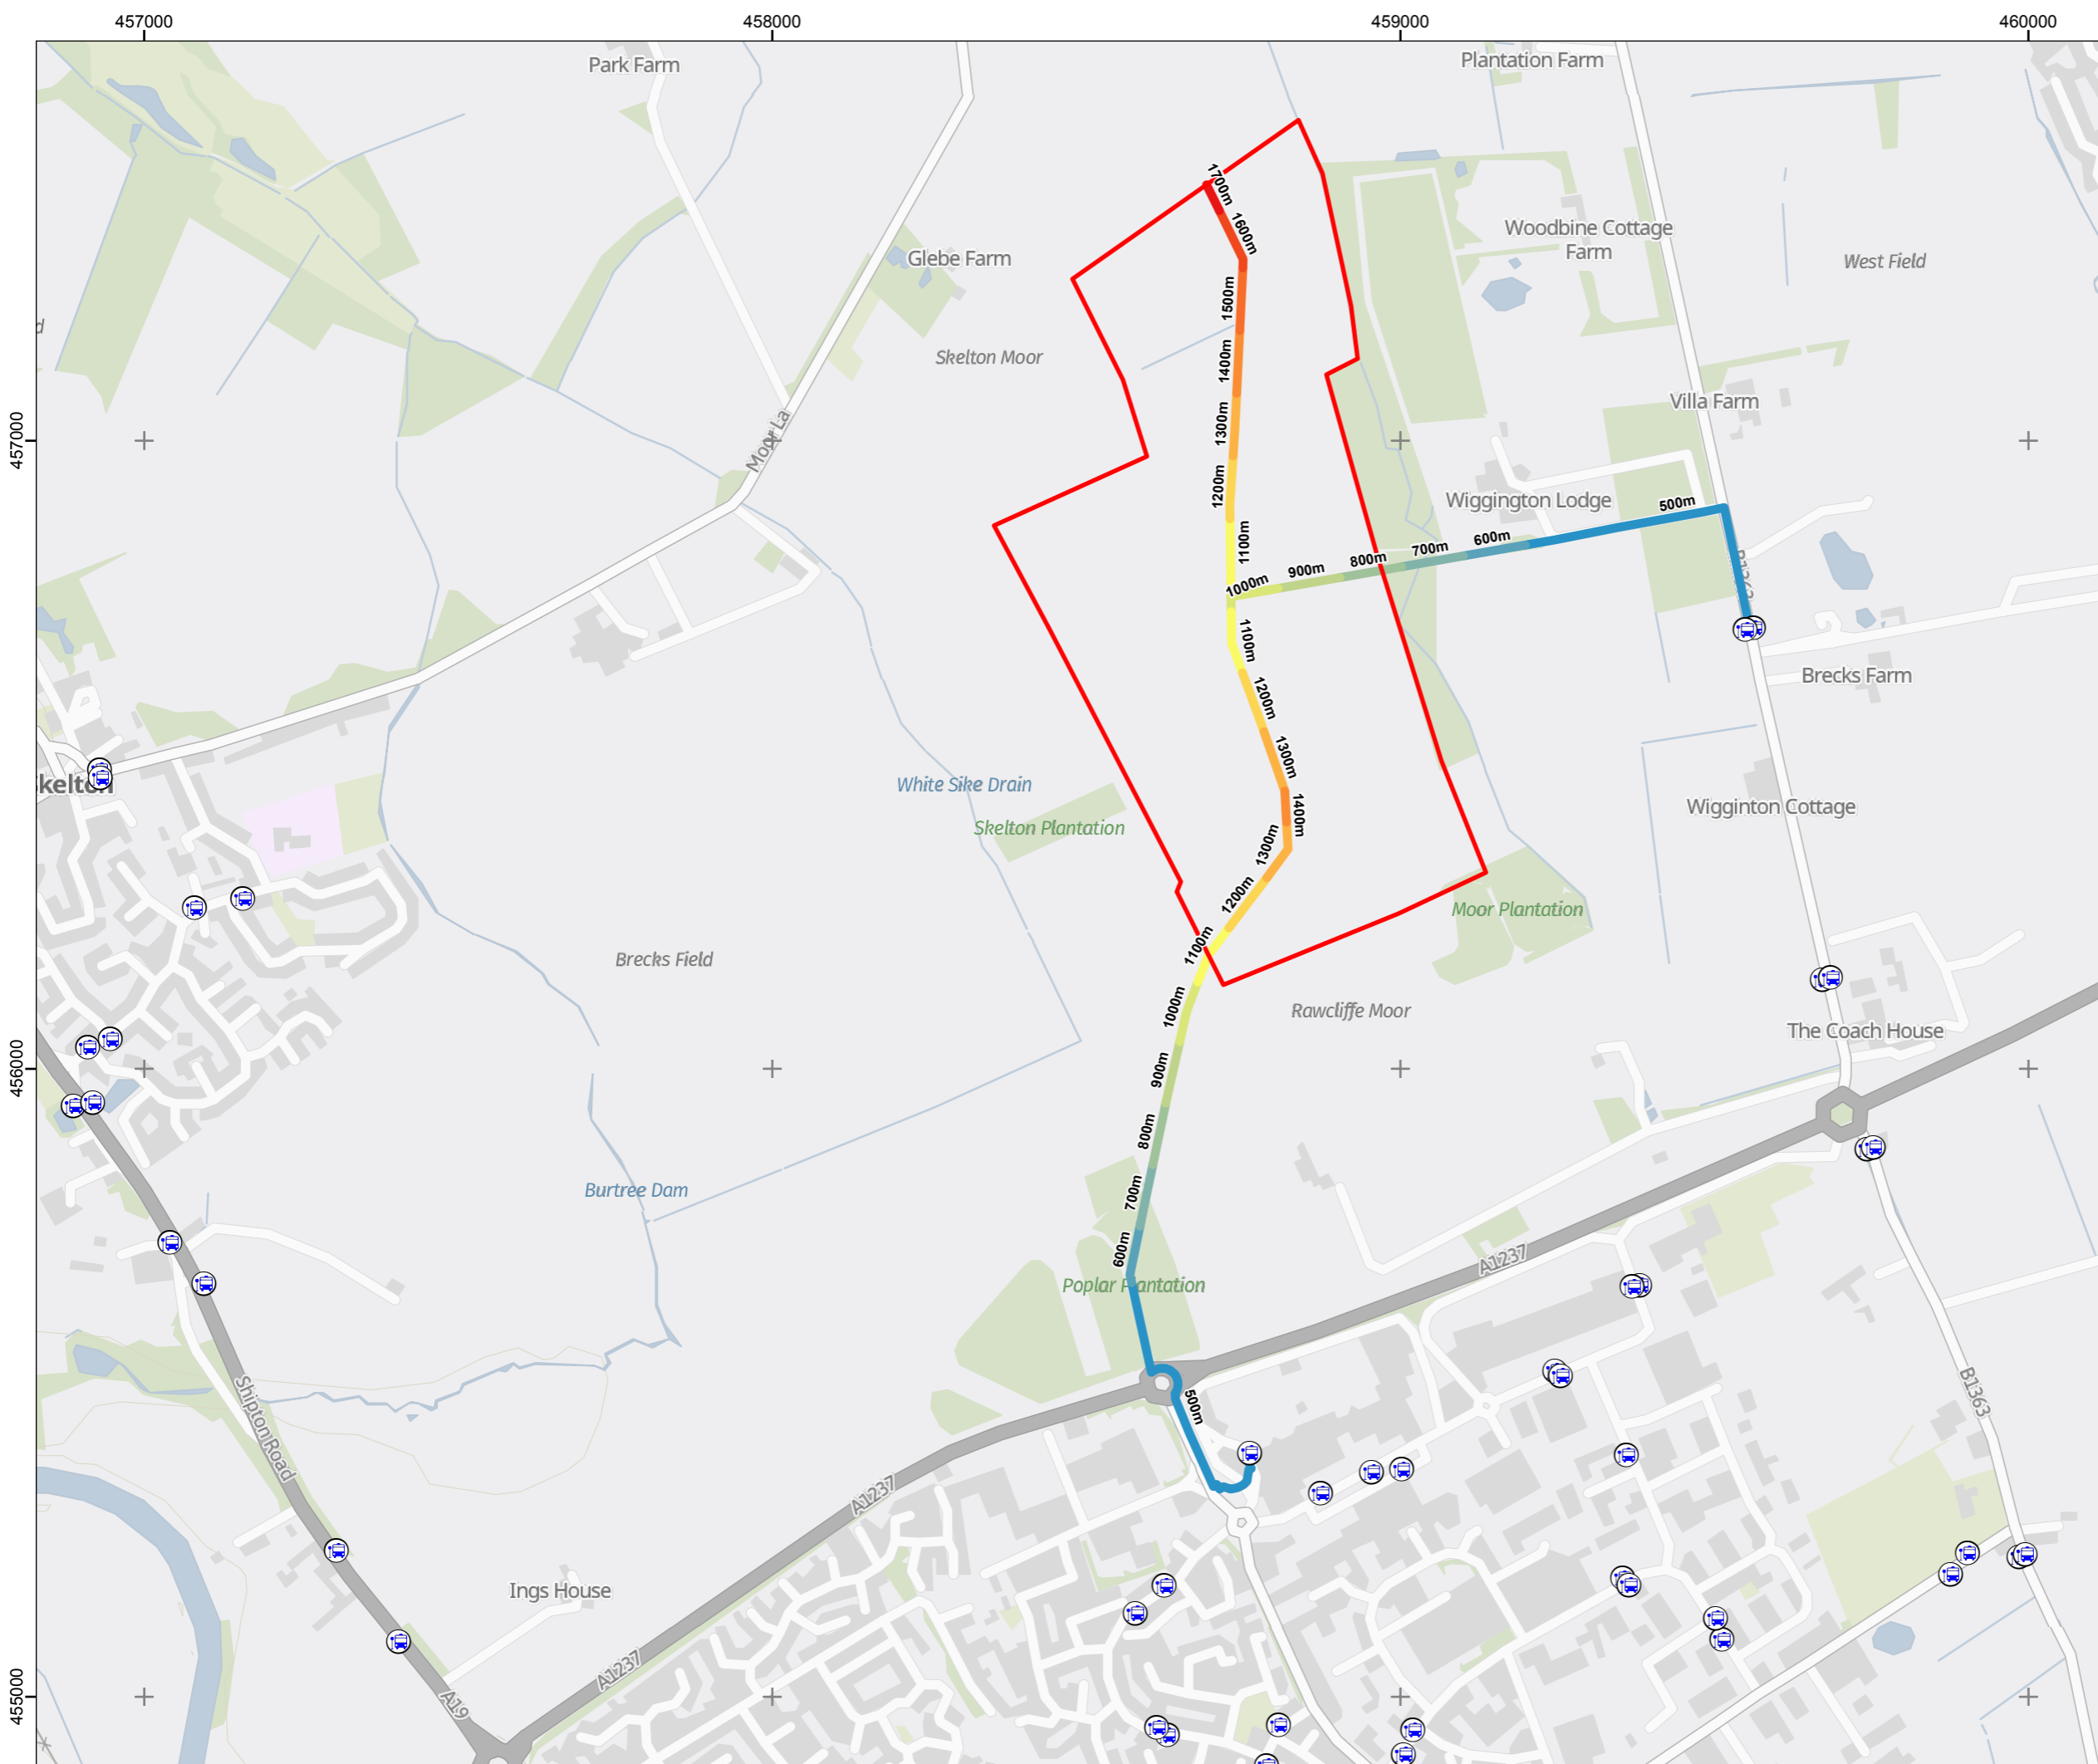 457000
458000
459000
460000
Park Farm
Plantation Farm
1700m
1600m
Woodbine Cottage
Farm
Glebe Farm
West Field
d
1500m
Skelton Moor
1400m
Villa Farm
457000
Moor La
1300m
1200m
Wiggington Lodge
500m
1100m
600m
700m
800m
900m
1000m
B1363
1100m
Brecks Farm
1200m
1300m
White Sike Drain
Skelton
1400m
Wigginton Cottage
Skelton Plantation
1300m
1200m
Moor Plantation
1100m
Brecks Field
1000m
Rawcliffe Moor
The Coach House
456000
900m
800m
700m
Burtree Dam
600m
A1237
Poplar Plantation
500m
B1363
Shipton Road
A1237
Ings House
A1237
A19
455000